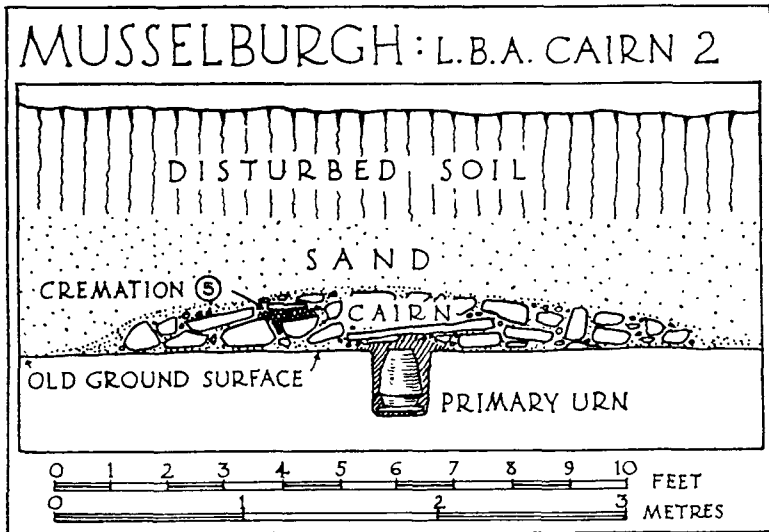 MUSSELBURGH: L.B.A. CAIRN 2
DISTURBED SOIL
SAND
CREMATION 5
CAIRN
OLD GROUND SURFACE
PRIMARY URN
0 1 2 3 4 5 6 7 8 9 10 FEET
0 1 2 3 METRES